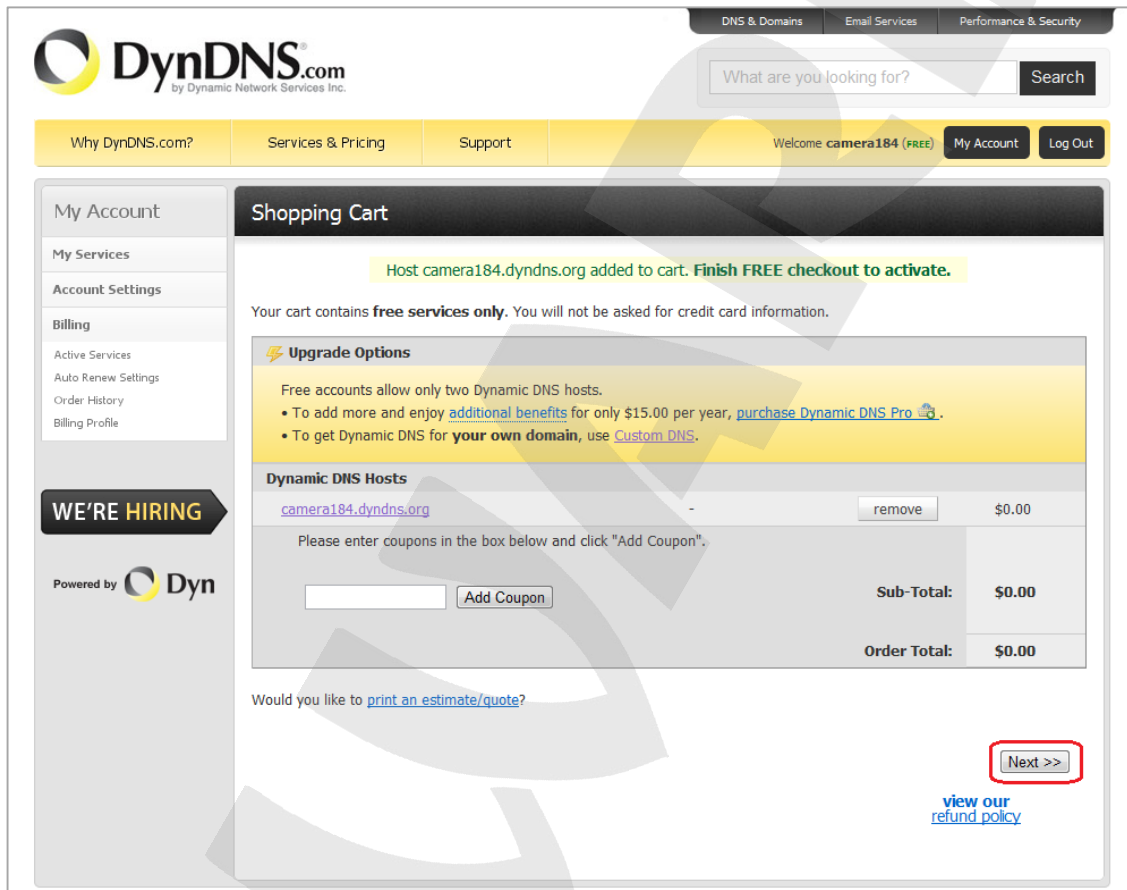 DNS & Domains Email Services Performance & Security
DynDNS.com
by Dynamic Network Services Inc.
What are you looking for? Search
Why DynDNS.com? Services & Pricing Support Welcome camera184 (FREE) My Account Log Out
My Account
My Services
Account Settings
Billing
Active Services
Auto Renew Settings
Order History
Billing Profile
WE'RE HIRING
Powered by Dyn
Shopping Cart
Host camera184.dyndns.org added to cart. Finish FREE checkout to activate.
Your cart contains free services only. You will not be asked for credit card information.
Upgrade Options
Free accounts allow only two Dynamic DNS hosts.
• To add more and enjoy additional benefits for only $15.00 per year, purchase Dynamic DNS Pro .
• To get Dynamic DNS for your own domain, use Custom DNS.
Dynamic DNS Hosts
camera184.dyndns.org - remove $0.00
Please enter coupons in the box below and click "Add Coupon".
Add Coupon Sub-Total: $0.00
Order Total: $0.00
Would you like to print an estimate/quote?
Next >>
view our
refund policy